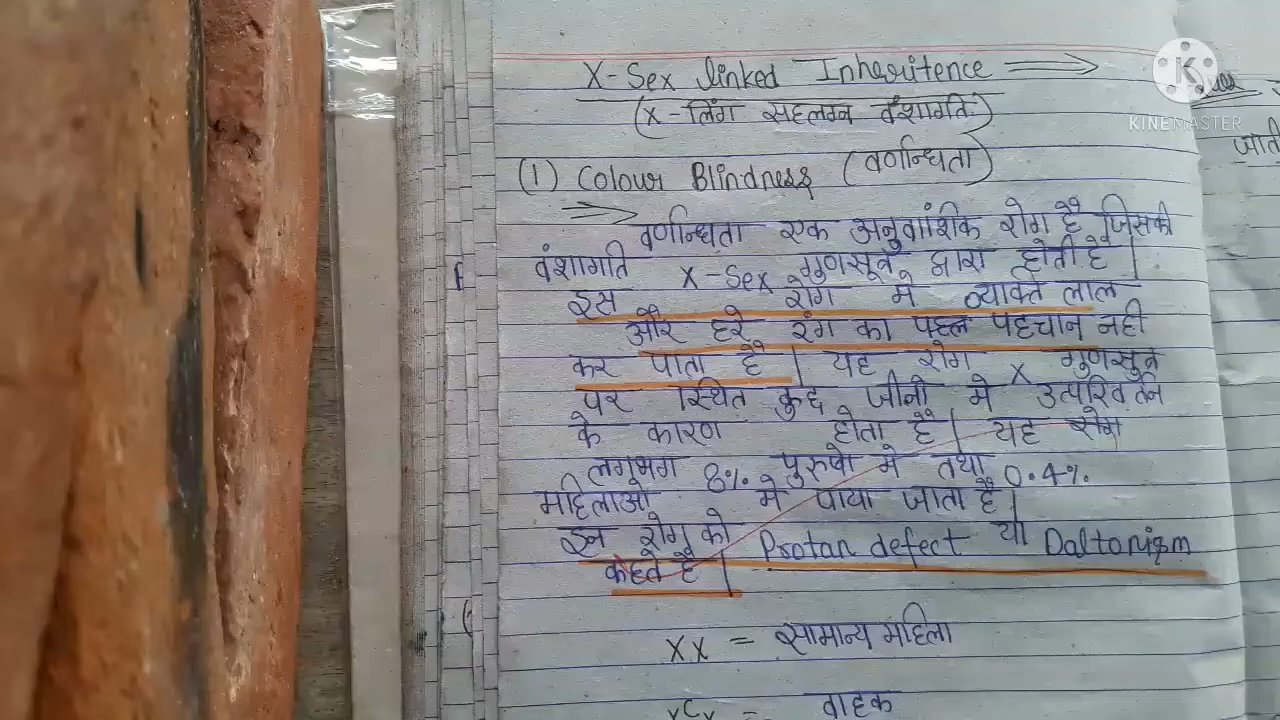 X-Sex linked Inheritence ⟹
(X-लिंग सहलग्न वंशागति)
(1) Colour Blindness (वर्णान्धता)
⟹ वर्णान्धता एक अनुवांशिक रोग है जिसकी
वंशागति X-Sex गुणसूत्र द्वारा होती है|
इस रोग मे व्यक्ति लाल
और हरे रंग का पहचान नही
कर पाता है| यह रोग X गुणसूत्र
पर स्थित कुछ जीनो मे उत्परिवर्तन
के कारण होता है| यह रोग
लगभग 8% पुरुषो मे तथा 0.4%
महिलाओ मे पाया जाता है|
इस रोग को Protan defect या Daltonism
कहते है|
XX = सामान्य महिला
XᶜX = वाहक
KINEMASTER
जाती